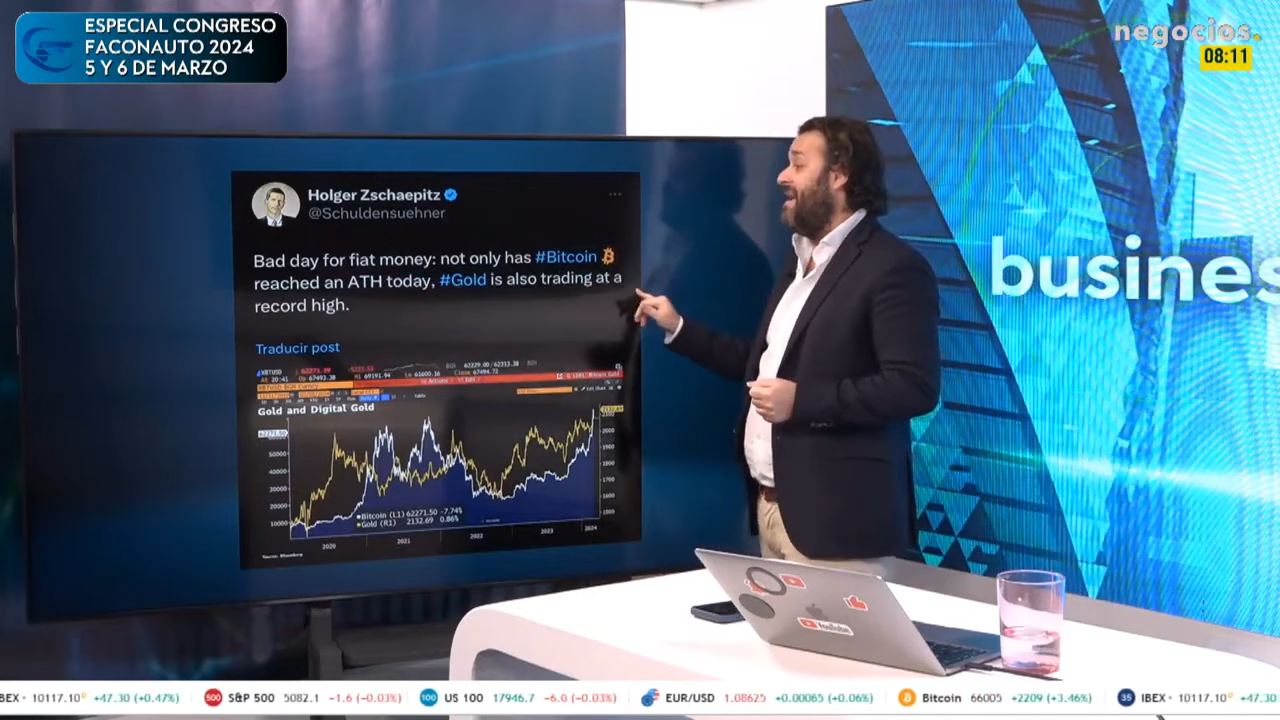 ESPECIAL CONGRESO
FACONAUTO 2024
5 Y 6 DE MARZO
negocios.
08:11
Holger Zschaepitz
@Schuldensuehner
Bad day for fiat money: not only has #Bitcoin
reached an ATH today, #Gold is also trading at a
record high.
Traducir post
Gold and Digital Gold
Bitcoin (L1) 62271.50 -7.74%
Gold (R1) 2132.69 0.86%
2020 2021 2022 2023 2024
busines
YouTube
IBEX 10117.10 +47.30 (+0.47%) 500 S&P 500 5082.1 -1.6 (-0.03%) 100 US 100 17946.7 -6.0 (-0.03%) EUR/USD 1.08625 +0.00065 (+0.06%) Bitcoin 66005 +2209 (+3.46%) 35 IBEX 10117.10 +47.30